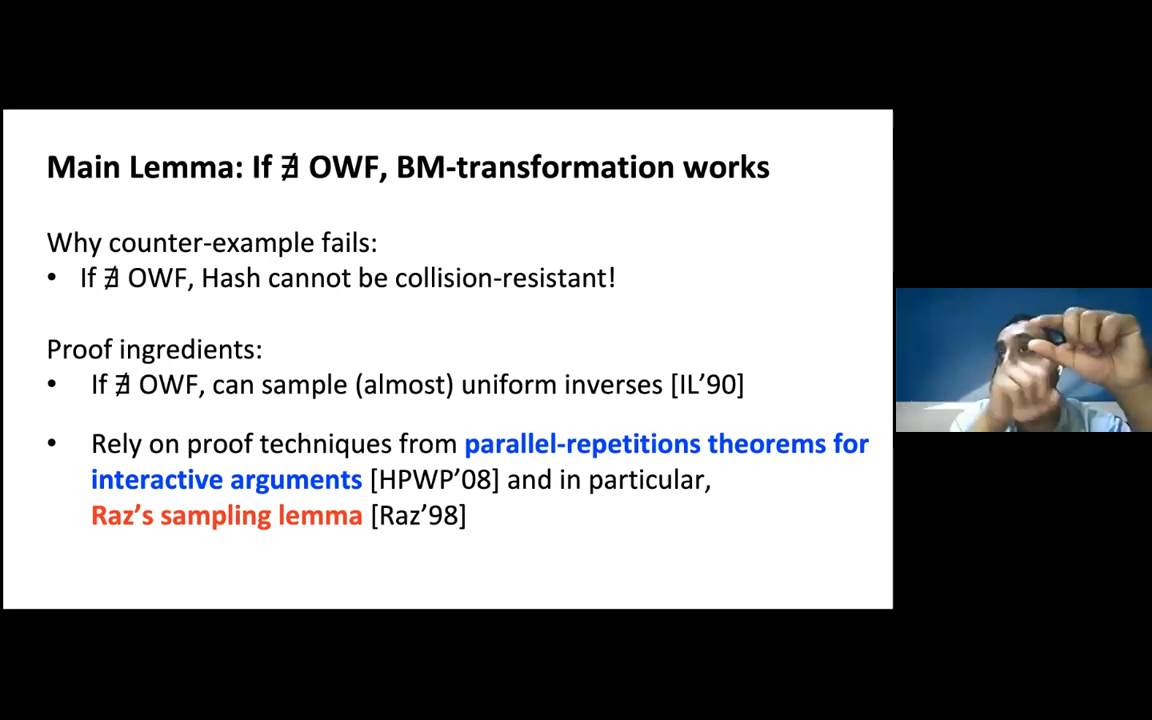 Main Lemma: If ∄ OWF, BM-transformation works
Why counter-example fails:
• If ∄ OWF, Hash cannot be collision-resistant!
Proof ingredients:
• If ∄ OWF, can sample (almost) uniform inverses [IL’90]
• Rely on proof techniques from parallel-repetitions theorems for
interactive arguments [HPWP’08] and in particular,
Raz’s sampling lemma [Raz’98]